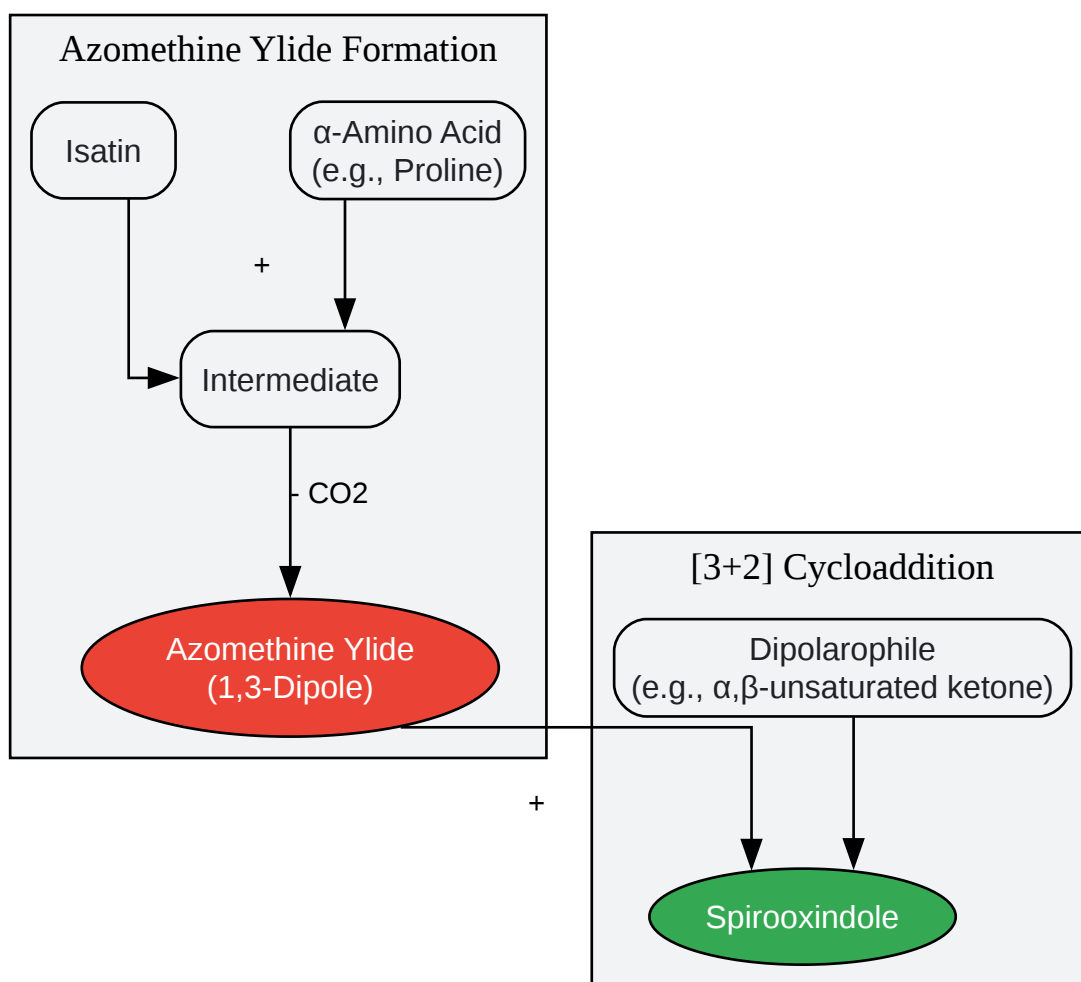 Azomethine Ylide Formation
Isatin
α-Amino Acid
(e.g., Proline)
+
Intermediate
- CO2
Azomethine Ylide
(1,3-Dipole)
[3+2] Cycloaddition
Dipolarophile
(e.g., α,β-unsaturated ketone)
+
Spirooxindole